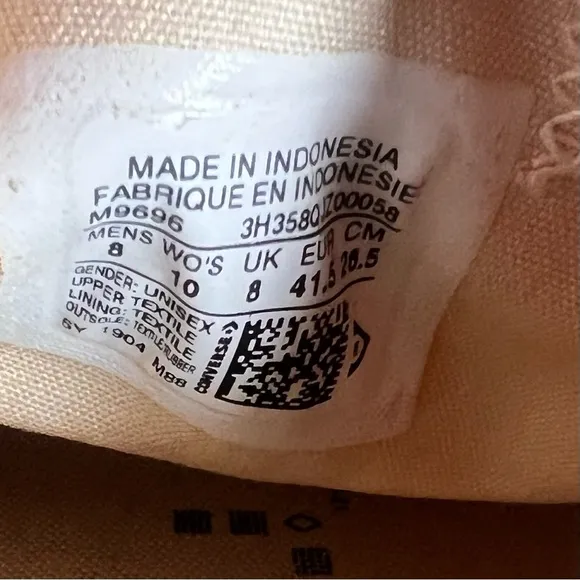 MADE IN INDONESIA
FABRIQUE EN INDONESIE
M9696 3H358QJZ00058
MENS WO'S UK EUR CM
8 10 8 41.5 26.5
GENDER: UNISEX
UPPER: TEXTILE
LINING: TEXTILE
OUTSOLE: TEXTILE/RUBBER
6Y 1904 M88
CONVERSE